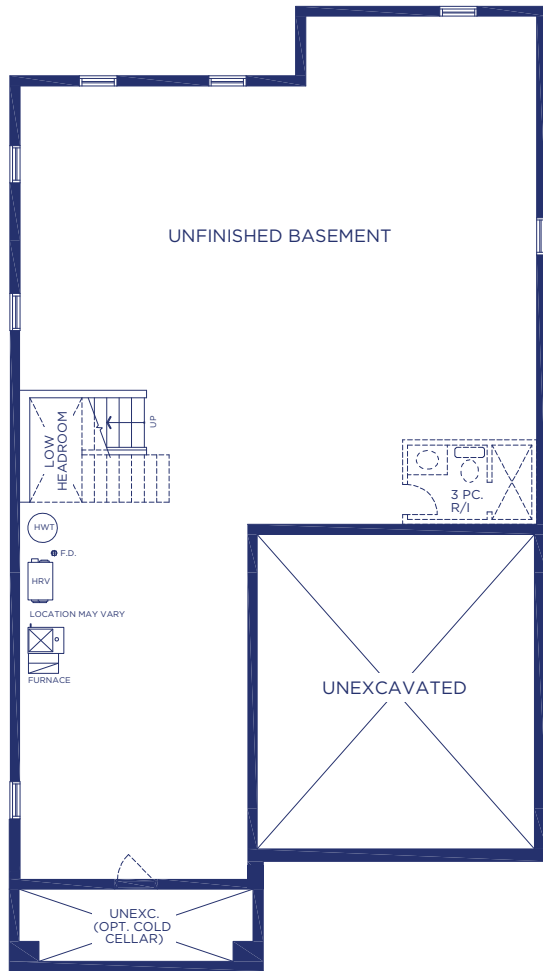 UNFINISHED BASEMENT
LOW
HEADROOM
UP
3 PC.
R/I
HWT
F.D.
HRV
LOCATION MAY VARY
FURNACE
UNEXCAVATED
UNEXC.
(OPT. COLD
CELLAR)